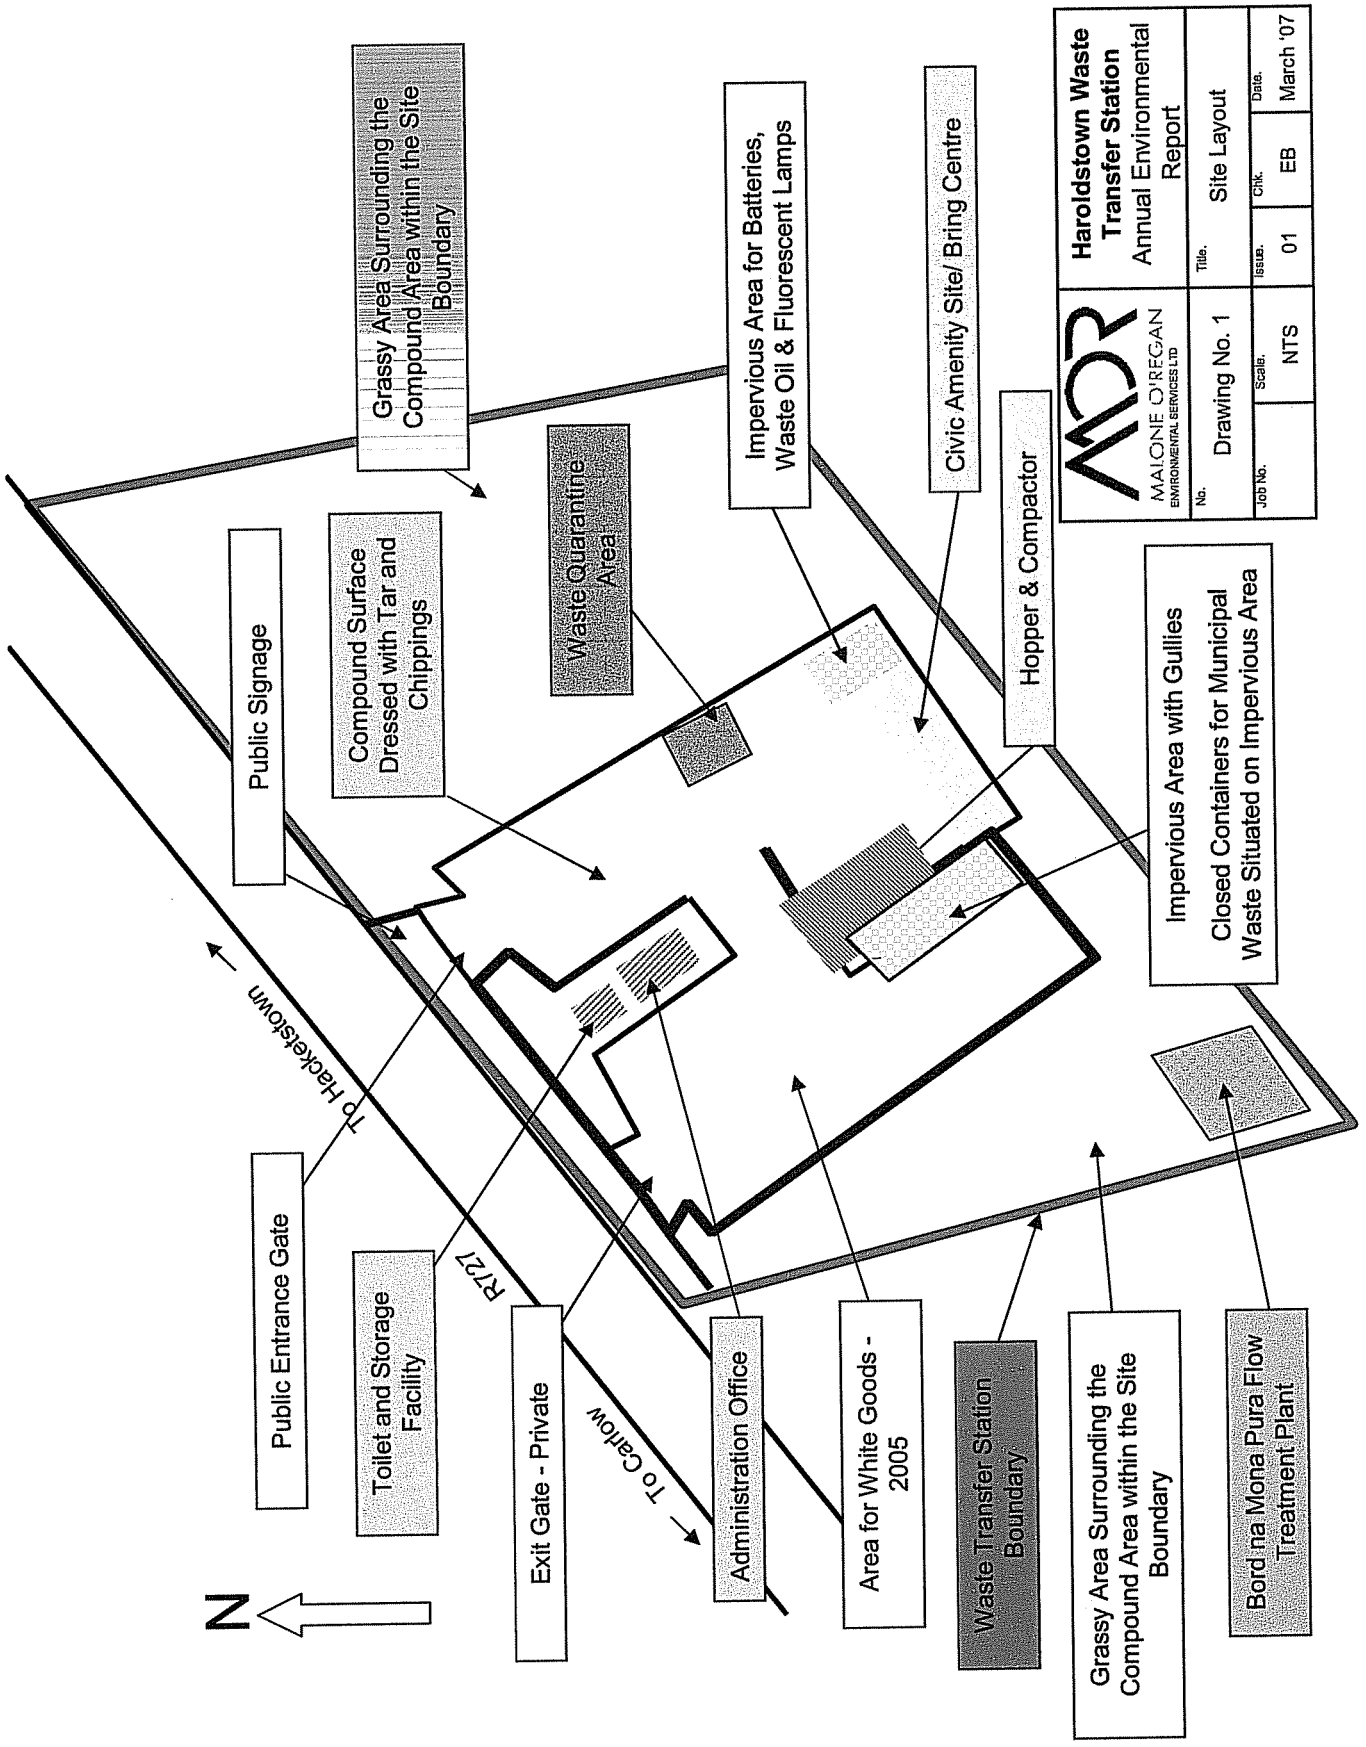 N
Public Entrance Gate
To Hacketstown
Public Signage
Grassy Area Surrounding the
Compound Area within the Site
Boundary
Toilet and Storage
Facility
R727
Compound Surface
Dressed with Tar and
Chippings
Exit Gate - Private
To Carlow
Waste Quarantine
Area
Administration Office
Impervious Area for Batteries,
Waste Oil & Fluorescent Lamps
Area for White Goods -
2005
Civic Amenity Site/ Bring Centre
Waste Transfer Station
Boundary
Hopper & Compactor
Grassy Area Surrounding the
Compound Area within the Site
Boundary
Impervious Area with Gullies
Closed Containers for Municipal
Waste Situated on Impervious Area
Bord na Mona Pura Flow
Treatment Plant
MOR
MALONE O'REGAN
ENVIRONMENTAL SERVICES LTD
Haroldstown Waste
Transfer Station
Annual Environmental
Report
No.
Drawing No. 1
Title.
Site Layout
Job No.
Scale.
NTS
Issue.
01
Chk.
EB
Date.
March '07